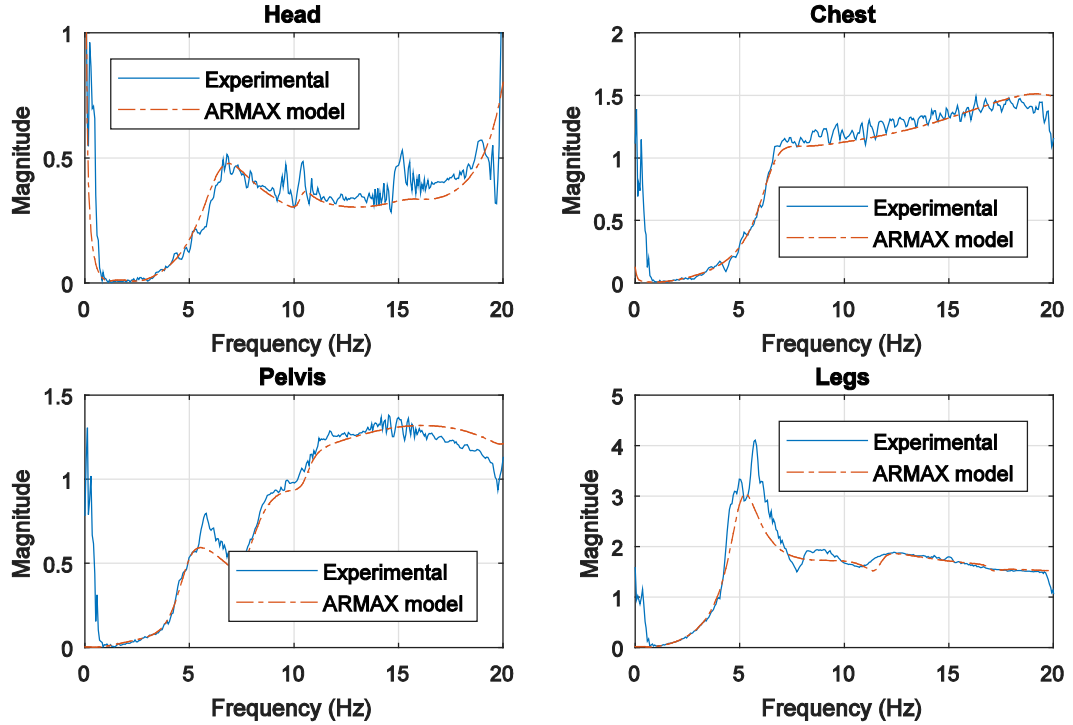 Head
1
0.5
0
Magnitude
Experimental
ARMAX model
0 5 10 15 20
Frequency (Hz)
Chest
2
1.5
1
0.5
0
Magnitude
Experimental
ARMAX model
0 5 10 15 20
Frequency (Hz)
Pelvis
1.5
1
0.5
0
Magnitude
Experimental
ARMAX model
0 5 10 15 20
Frequency (Hz)
Legs
5
4
3
2
1
0
Magnitude
Experimental
ARMAX model
0 5 10 15 20
Frequency (Hz)